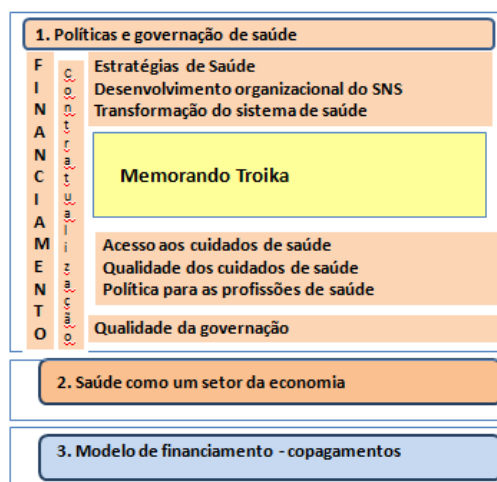 1. Políticas e governação de saúde
FINANCIAMENTO
Contratualização
Estratégias de Saúde
Desenvolvimento organizacional do SNS
Transformação do sistema de saúde
Memorando Troika
Acesso aos cuidados de saúde
Qualidade dos cuidados de saúde
Política para as profissões de saúde
Qualidade da governação
2. Saúde como um setor da economia
3. Modelo de financiamento - copagamentos